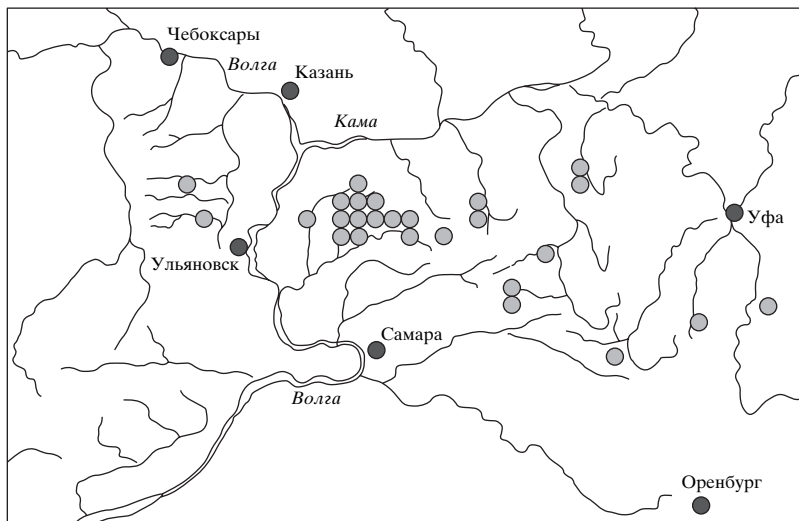 Чебоксары
Волга
Казань
Кама
Уфа
Ульяновск
Самара
Волга
Оренбург